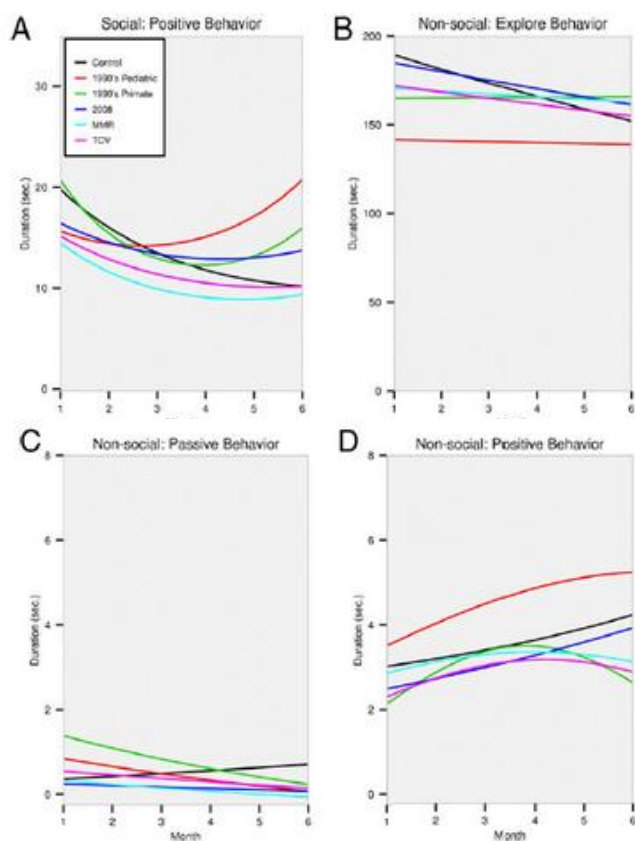 A
Social: Positive Behavior
Control
1990's Pediatric
1990's Primate
2008
MMR
TCV
Duration (sec.)
0
10
20
30
1
2
3
4
5
6
B
Non-social: Explore Behavior
Duration (sec.)
0
50
100
150
200
1
2
3
4
5
6
C
Non-social: Passive Behavior
Duration (sec.)
0
2
4
6
8
1
2
3
4
5
6
Month
D
Non-social: Positive Behavior
Duration (sec.)
0
2
4
6
8
1
2
3
4
5
6
Month